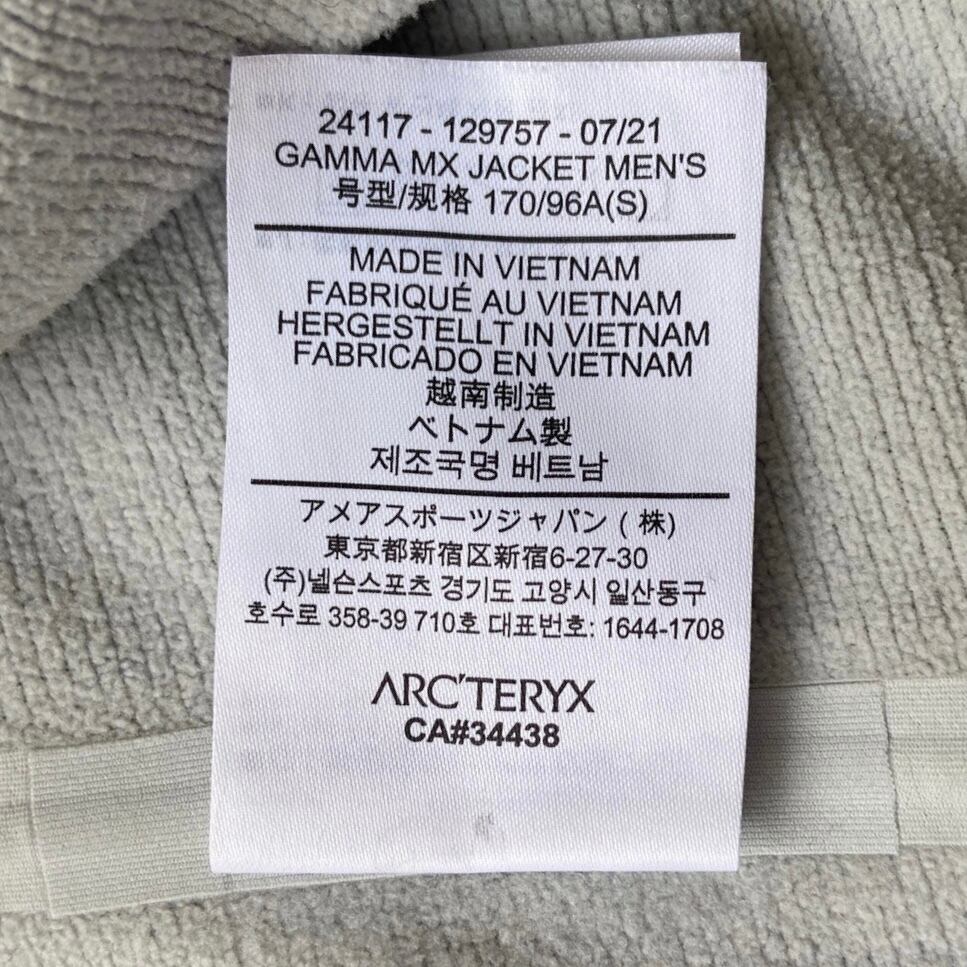 24117 - 129757 - 07/21
GAMMA MX JACKET MEN'S
号型/规格 170/96A(S)
MADE IN VIETNAM
FABRIQUÉ AU VIETNAM
HERGESTELLT IN VIETNAM
FABRICADO EN VIETNAM
越南制造
ベトナム製
제조국명 베트남
アメアスポーツジャパン ( 株)
東京都新宿区新宿6-27-30
(주)넬슨스포츠 경기도 고양시 일산동구
호수로 358-39 710호 대표번호: 1644-1708
ARC'TERYX
CA#34438